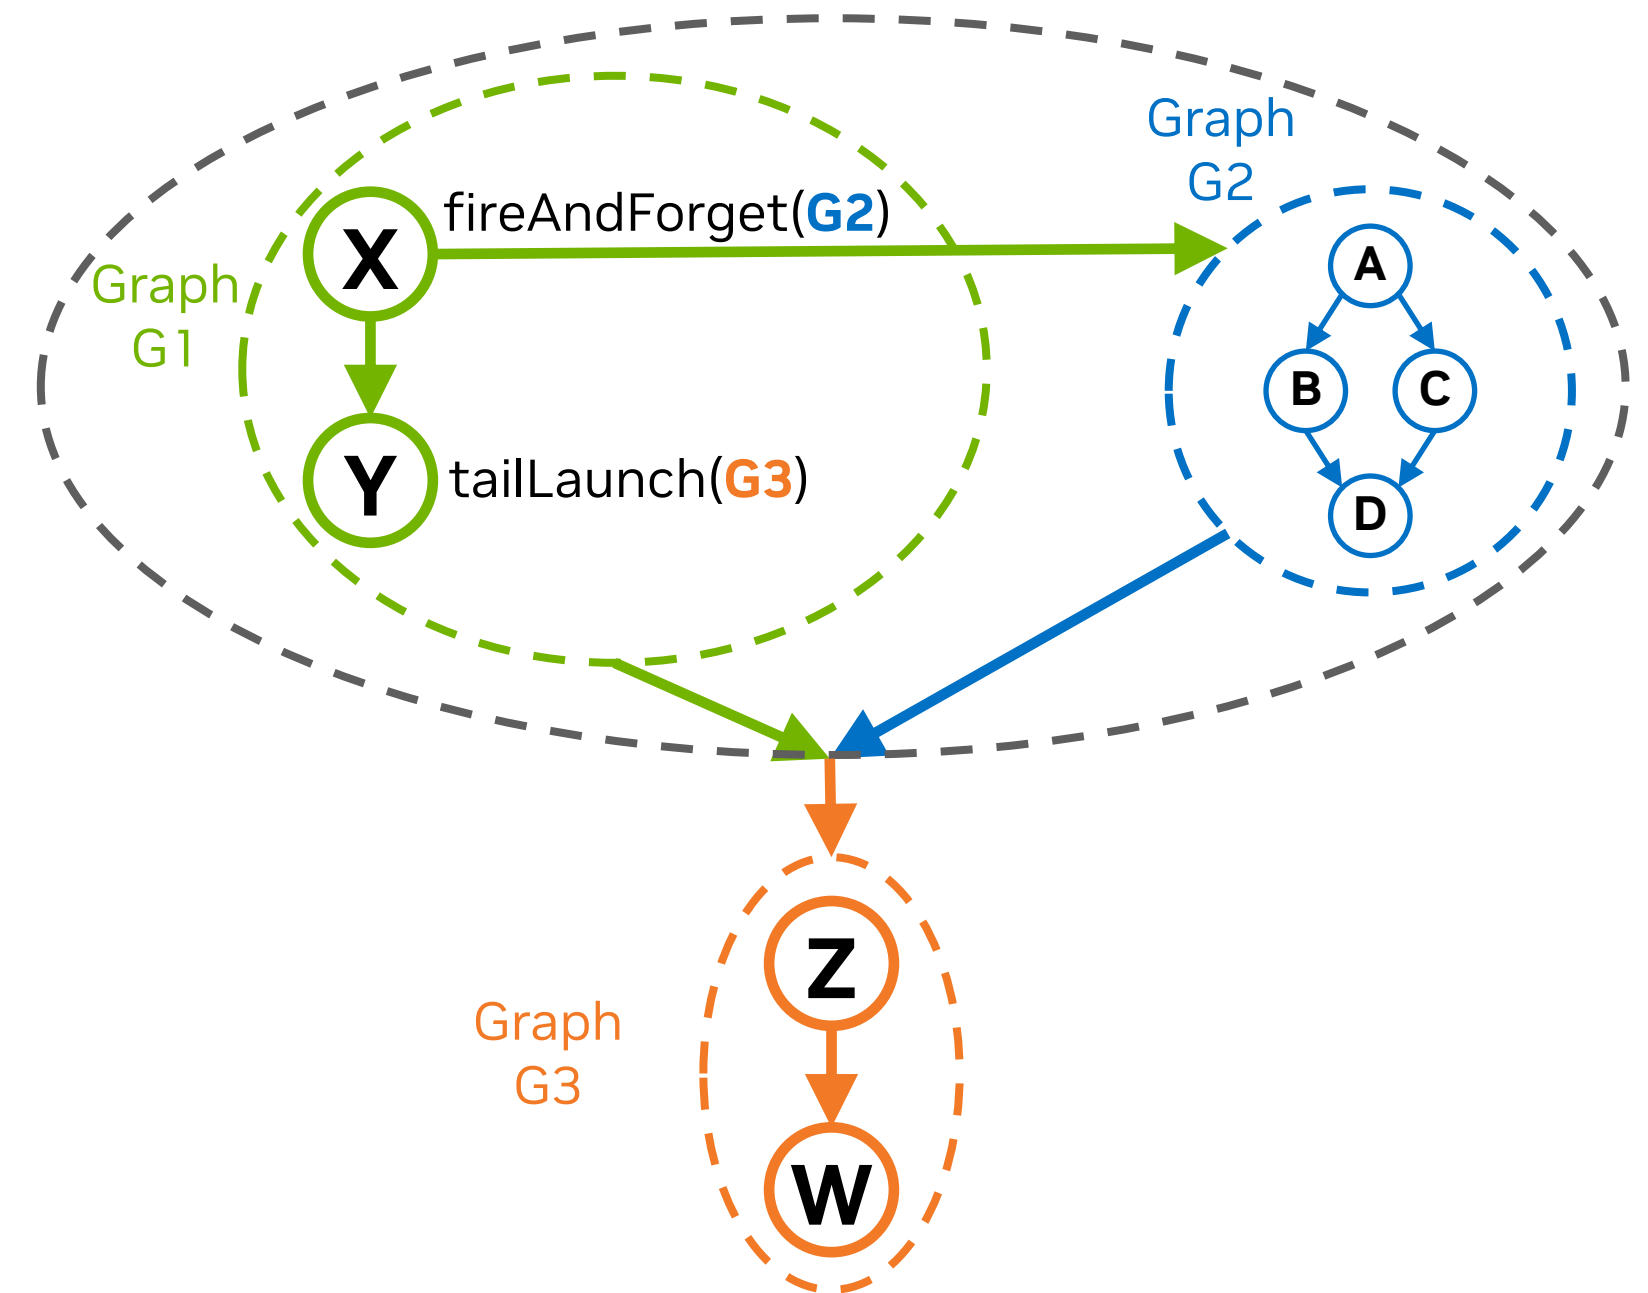 Graph
G2
X
fireAndForget(G2)
A
Graph
G1
B
C
Y
tailLaunch(G3)
D
Z
Graph
G3
W